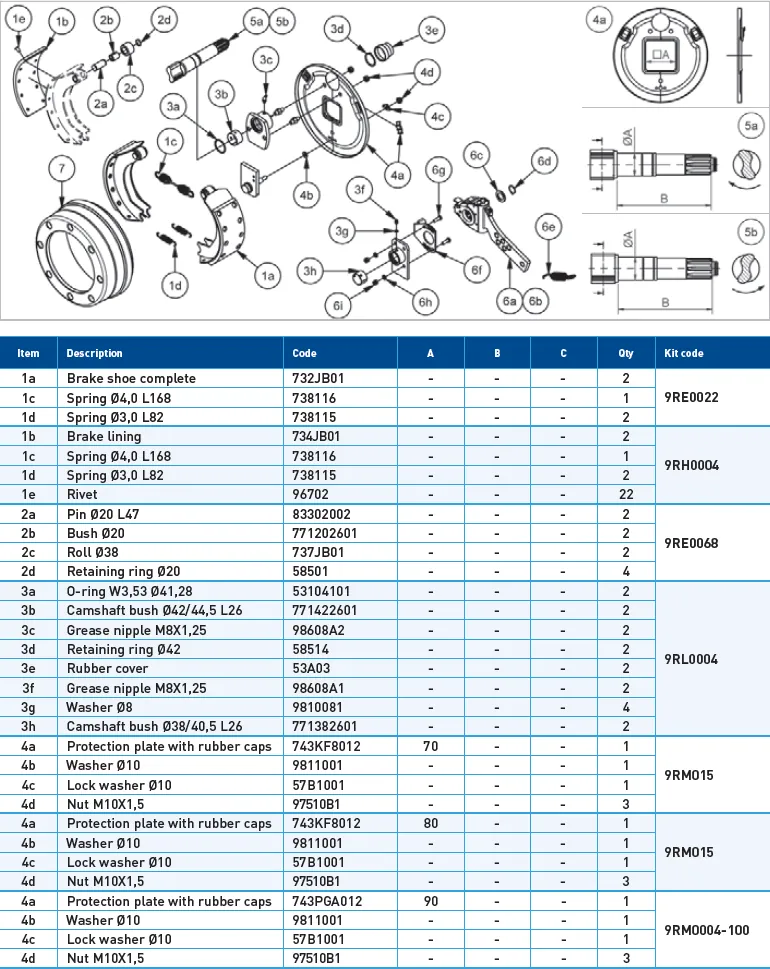 1e 1b 2b 2d 5a 5b 3d 3e 4a
3c 4d
2a 2c 3b 3a 4c
□A
1c 6c 6d 5a
7 4b 4a 6g ØA
3f B
3g 6e 5b
ØA
1d 1a 3h 6f
6i 6h 6a 6b B
Item Description Code A B C Qty Kit code
1a Brake shoe complete 732JB01 - - - 2
1c Spring Ø4,0 L168 738116 - - - 1 9RE0022
1d Spring Ø3,0 L82 738115 - - - 2
1b Brake lining 734JB01 - - - 2
1c Spring Ø4,0 L168 738116 - - - 1 9RH0004
1d Spring Ø3,0 L82 738115 - - - 2
1e Rivet 96702 - - - 22
2a Pin Ø20 L47 83302002 - - - 2
2b Bush Ø20 771202601 - - - 2 9RE0068
2c Roll Ø38 737JB01 - - - 2
2d Retaining ring Ø20 58501 - - - 4
3a O-ring W3,53 Ø41,28 53104101 - - - 2
3b Camshaft bush Ø42/44,5 L26 771422601 - - - 2
3c Grease nipple M8X1,25 98608A2 - - - 2
3d Retaining ring Ø42 58514 - - - 2
3e Rubber cover 53A03 - - - 2 9RL0004
3f Grease nipple M8X1,25 98608A1 - - - 2
3g Washer Ø8 9810081 - - - 4
3h Camshaft bush Ø38/40,5 L26 771382601 - - - 2
4a Protection plate with rubber caps 743KF8012 70 - - 1
4b Washer Ø10 9811001 - - - 1 9RM015
4c Lock washer Ø10 57B1001 - - - 1
4d Nut M10X1,5 97510B1 - - - 3
4a Protection plate with rubber caps 743KF8012 80 - - 1
4b Washer Ø10 9811001 - - - 1 9RM015
4c Lock washer Ø10 57B1001 - - - 1
4d Nut M10X1,5 97510B1 - - - 3
4a Protection plate with rubber caps 743PGA012 90 - - 1
4b Washer Ø10 9811001 - - - 1 9RM0004-100
4c Lock washer Ø10 57B1001 - - - 1
4d Nut M10X1,5 97510B1 - - - 3